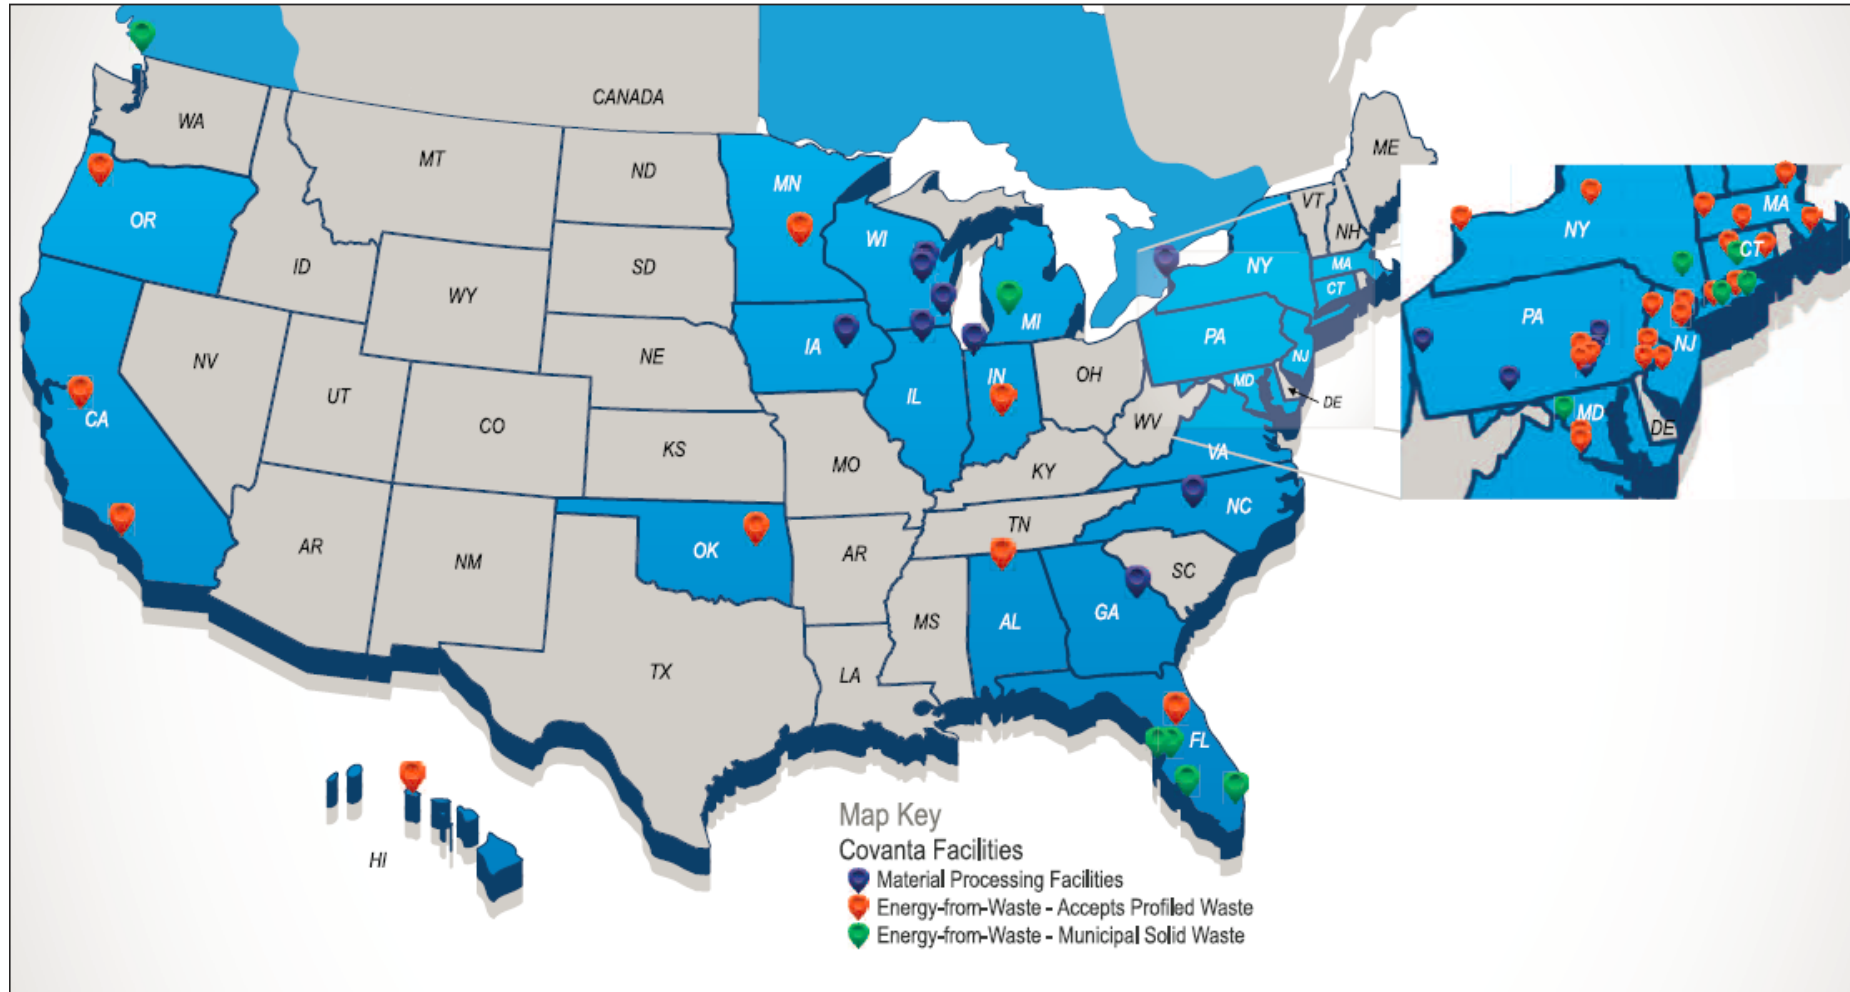 CANADA
WA
MT
ND
MN
ME
VT
NH
OR
ID
SD
WI
MI
NY
MA
CT
WY
NV
UT
CO
NE
IA
IL
IN
OH
PA
NJ
MD
DE
CA
KS
MO
KY
WV
VA
AR
NM
OK
AR
TN
NC
SC
TX
LA
MS
AL
GA
FL
HI
NY
MA
CT
PA
NJ
MD
DE
Map Key
Covanta Facilities
Material Processing Facilities
Energy-from-Waste - Accepts Profiled Waste
Energy-from-Waste - Municipal Solid Waste